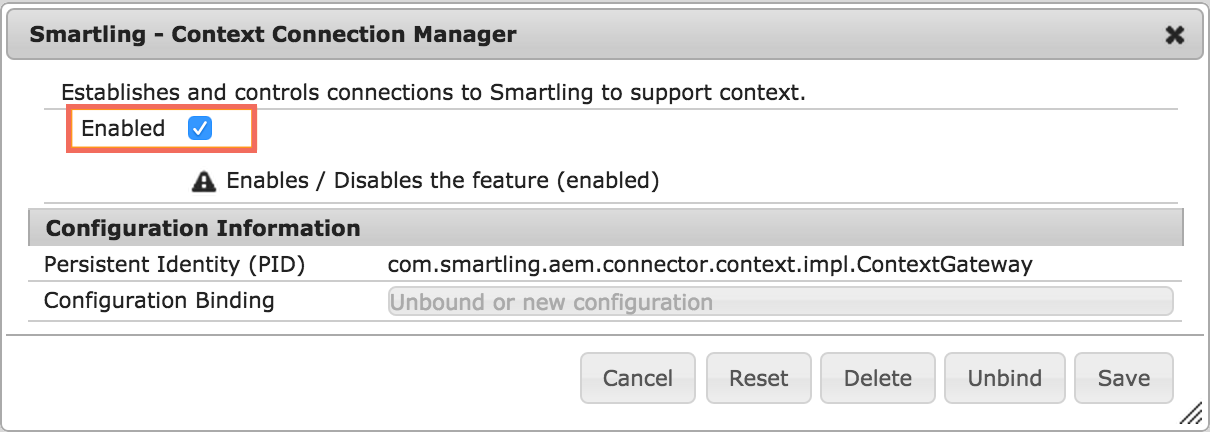 Smartling - Context Connection Manager
Establishes and controls connections to Smartling to support context.
Enabled
Enables / Disables the feature (enabled)
Configuration Information
Persistent Identity (PID) com.smartling.aem.connector.context.impl.ContextGateway
Configuration Binding Unbound or new configuration
Cancel Reset Delete Unbind Save